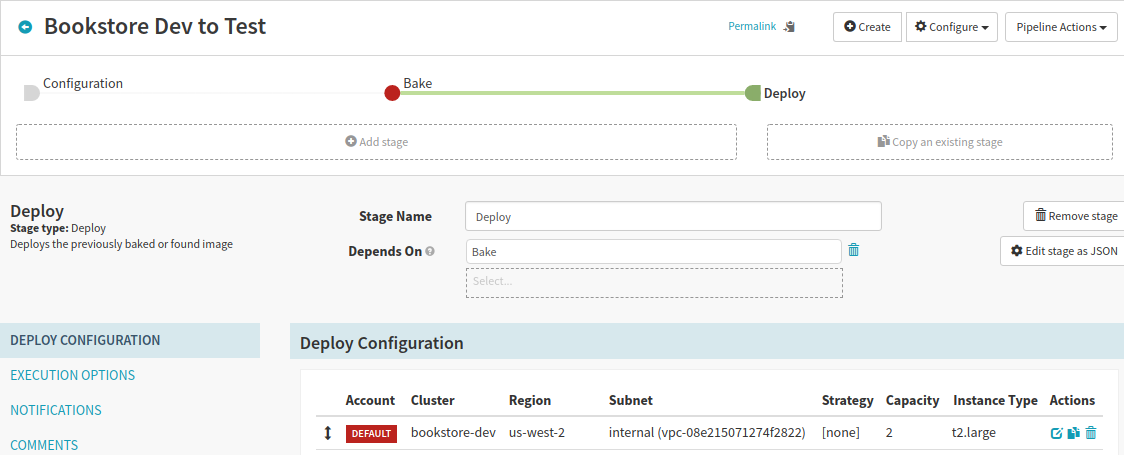 Bookstore Dev to Test
Permalink
Create
Configure
Pipeline Actions
Configuration
Bake
Deploy
Add stage
Copy an existing stage
Deploy
Stage type: Deploy
Deploys the previously baked or found image
Stage Name
Deploy
Remove stage
Depends On
Bake
Edit stage as JSON
Select...
DEPLOY CONFIGURATION
EXECUTION OPTIONS
NOTIFICATIONS
COMMENTS
Deploy Configuration
Account Cluster Region Subnet Strategy Capacity Instance Type Actions
DEFAULT bookstore-dev us-west-2 internal (vpc-08e215071274f2822) [none] 2 t2.large